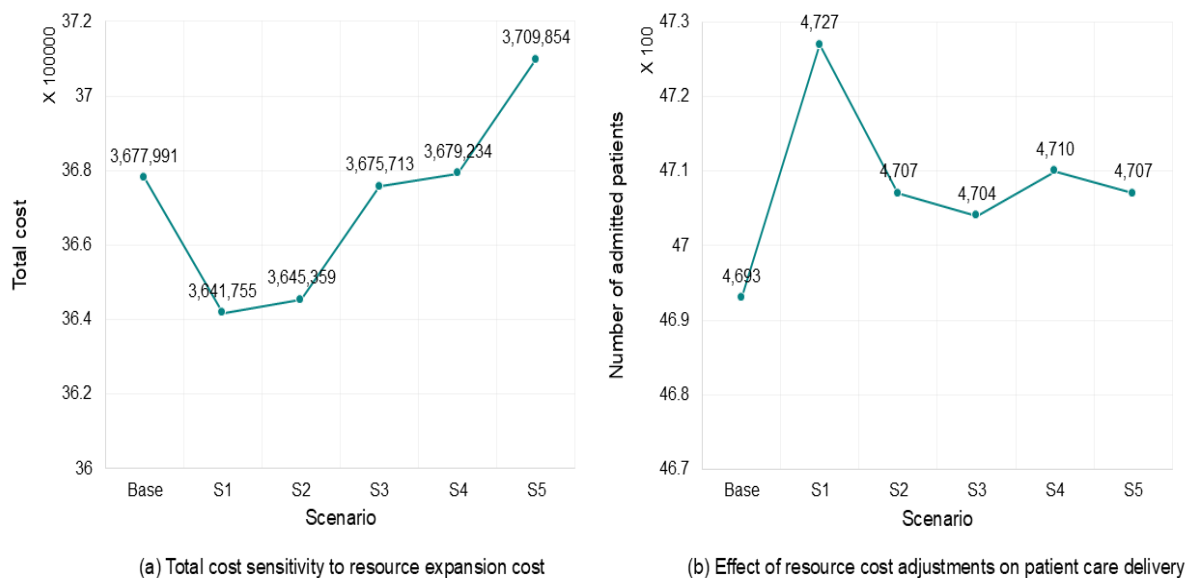 37.2
37
36.8
36.6
36.4
36.2
36
X 100000
Total cost
3,677,991
3,641,755
3,645,359
3,675,713
3,679,234
3,709,854
Base S1 S2 S3 S4 S5
Scenario
(a) Total cost sensitivity to resource expansion cost
47.3
47.2
47.1
47
46.9
46.8
46.7
X 100
Number of admitted patients
4,693
4,727
4,707
4,704
4,710
4,707
Base S1 S2 S3 S4 S5
Scenario
(b) Effect of resource cost adjustments on patient care delivery